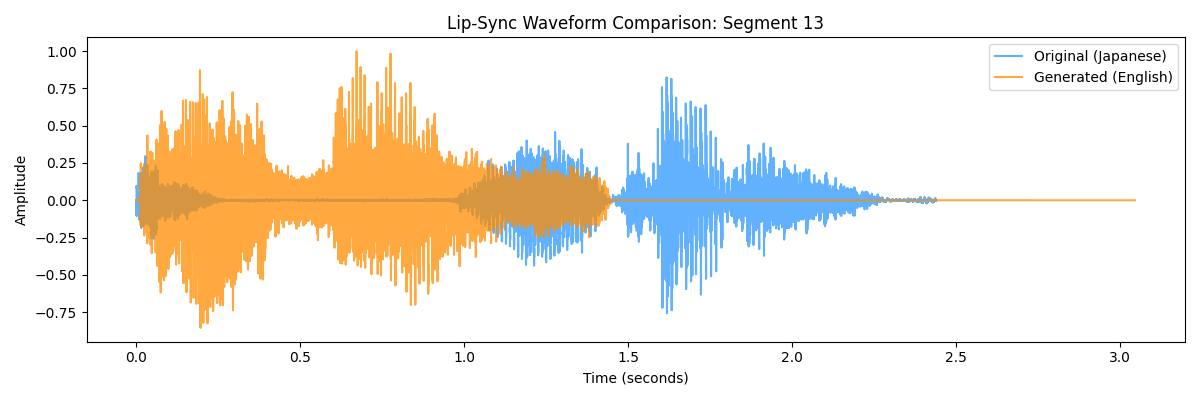 Lip-Sync Waveform Comparison: Segment 13
Original (Japanese)
Generated (English)
Amplitude
1.00
0.75
0.50
0.25
0.00
−0.25
−0.50
−0.75
0.0 0.5 1.0 1.5 2.0 2.5 3.0
Time (seconds)